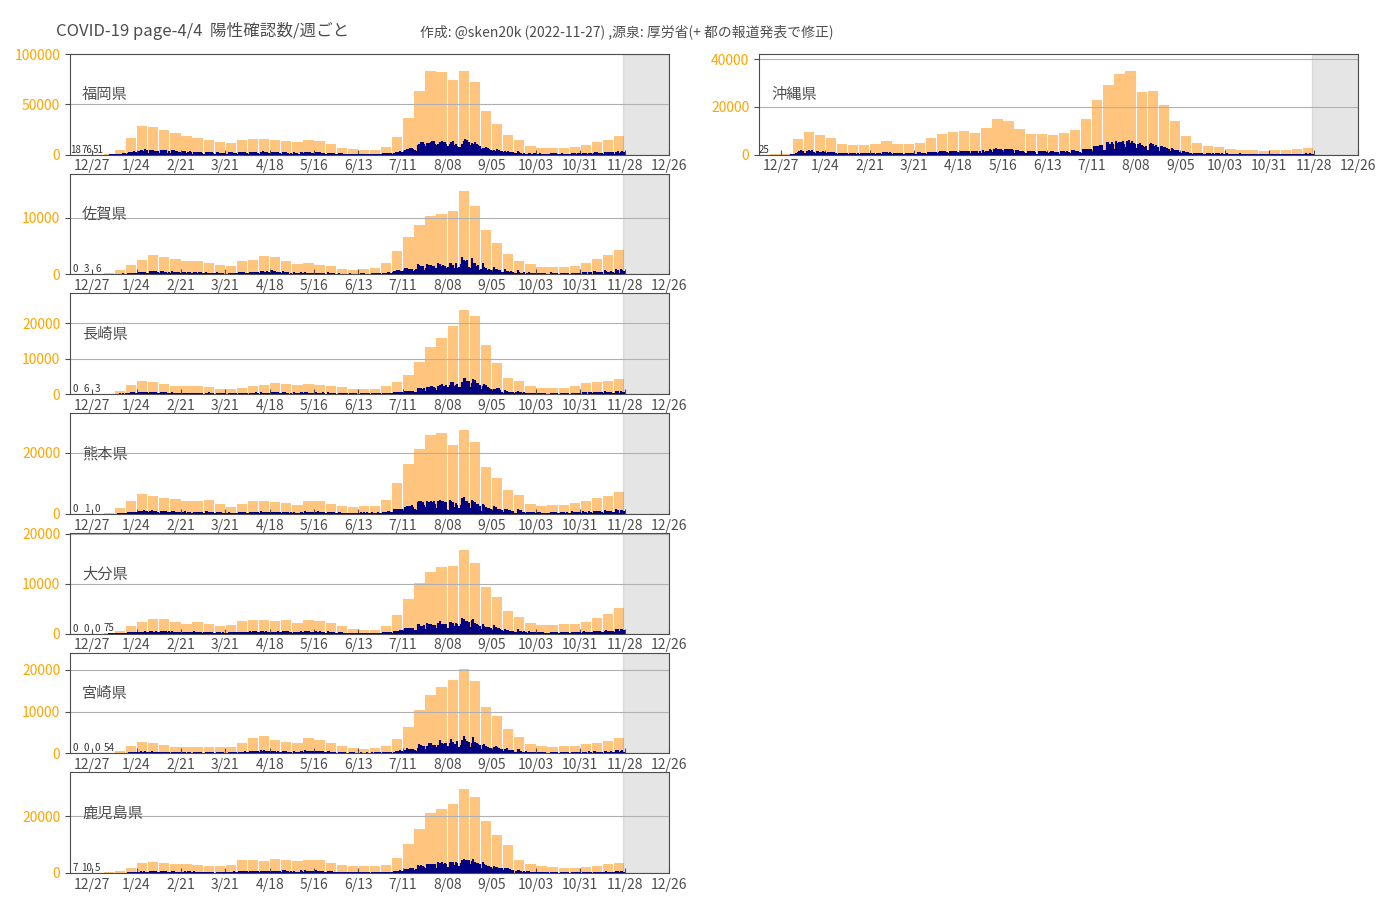 COVID-19 page-4/4 陽性確認数/週ごと
作成: @sken20k (2022-11-27) ,源泉: 厚労省(+ 都の報道発表で修正)
100000
50000
0
福岡県
12/27 1/24 2/21 3/21 4/18 5/16 6/13 7/11 8/08 9/05 10/03 10/31 11/28 12/26
40000
20000
0
沖縄県
25
12/27 1/24 2/21 3/21 4/18 5/16 6/13 7/11 8/08 9/05 10/03 10/31 11/28 12/26
10000
0
佐賀県
0 3,6
12/27 1/24 2/21 3/21 4/18 5/16 6/13 7/11 8/08 9/05 10/03 10/31 11/28 12/26
20000
10000
0
長崎県
0 6,3
12/27 1/24 2/21 3/21 4/18 5/16 6/13 7/11 8/08 9/05 10/03 10/31 11/28 12/26
20000
0
熊本県
0 1,0
12/27 1/24 2/21 3/21 4/18 5/16 6/13 7/11 8/08 9/05 10/03 10/31 11/28 12/26
20000
10000
0
大分県
0 0,0 75
12/27 1/24 2/21 3/21 4/18 5/16 6/13 7/11 8/08 9/05 10/03 10/31 11/28 12/26
20000
10000
0
宮崎県
0 0,0 54
12/27 1/24 2/21 3/21 4/18 5/16 6/13 7/11 8/08 9/05 10/03 10/31 11/28 12/26
20000
0
鹿児島県
7 10,5
12/27 1/24 2/21 3/21 4/18 5/16 6/13 7/11 8/08 9/05 10/03 10/31 11/28 12/26